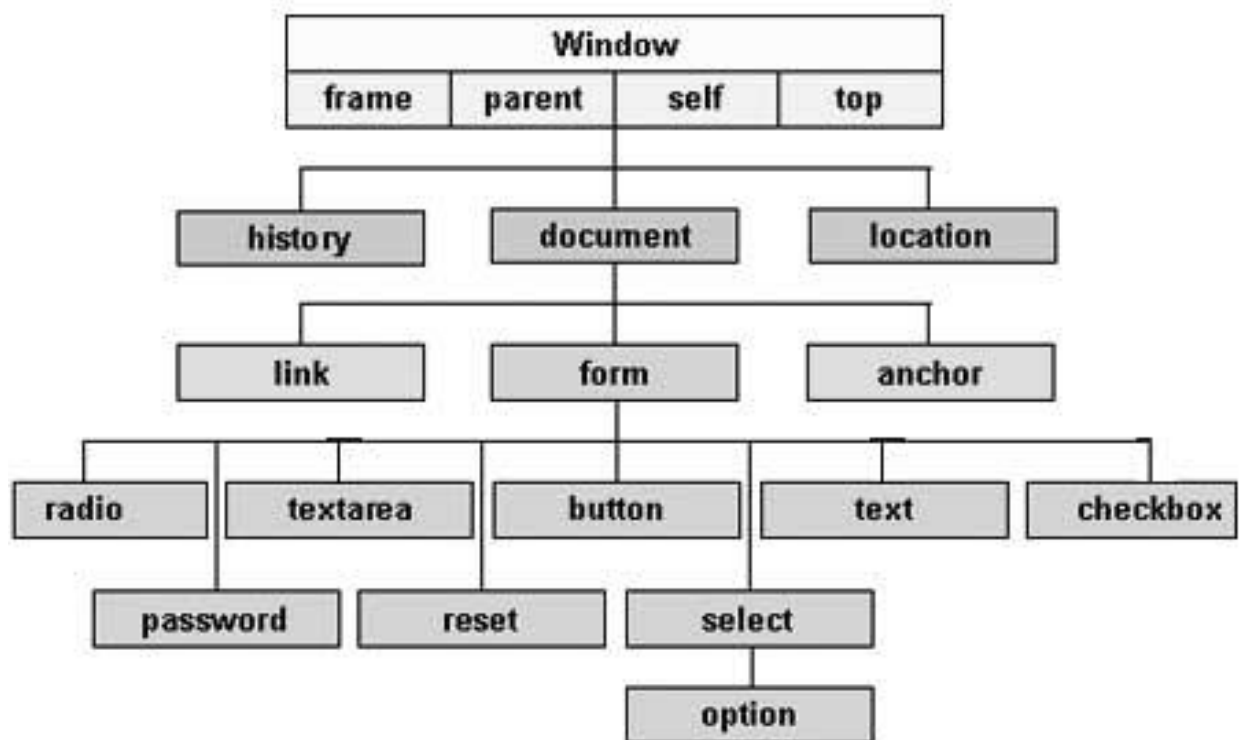 Window
frame parent self top
history document location
link form anchor
radio textarea button text checkbox
password reset select
option